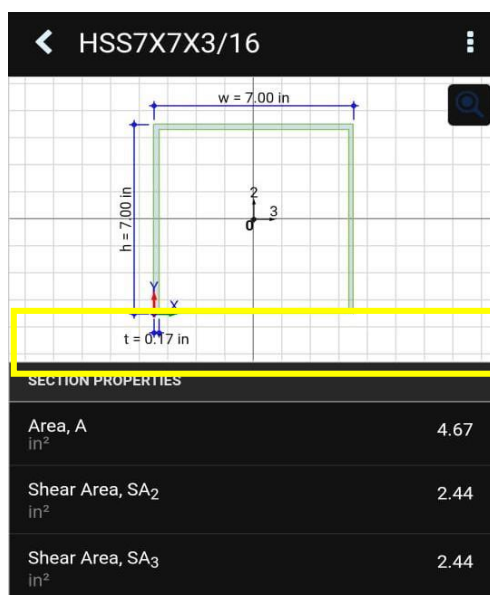 HSS7X7X3/16
w = 7.00 in
h = 7.00 in
2
3
0
Y
X
t = 0.17 in
SECTION PROPERTIES
Area, A
in²
4.67
Shear Area, SA2
in²
2.44
Shear Area, SA3
in²
2.44